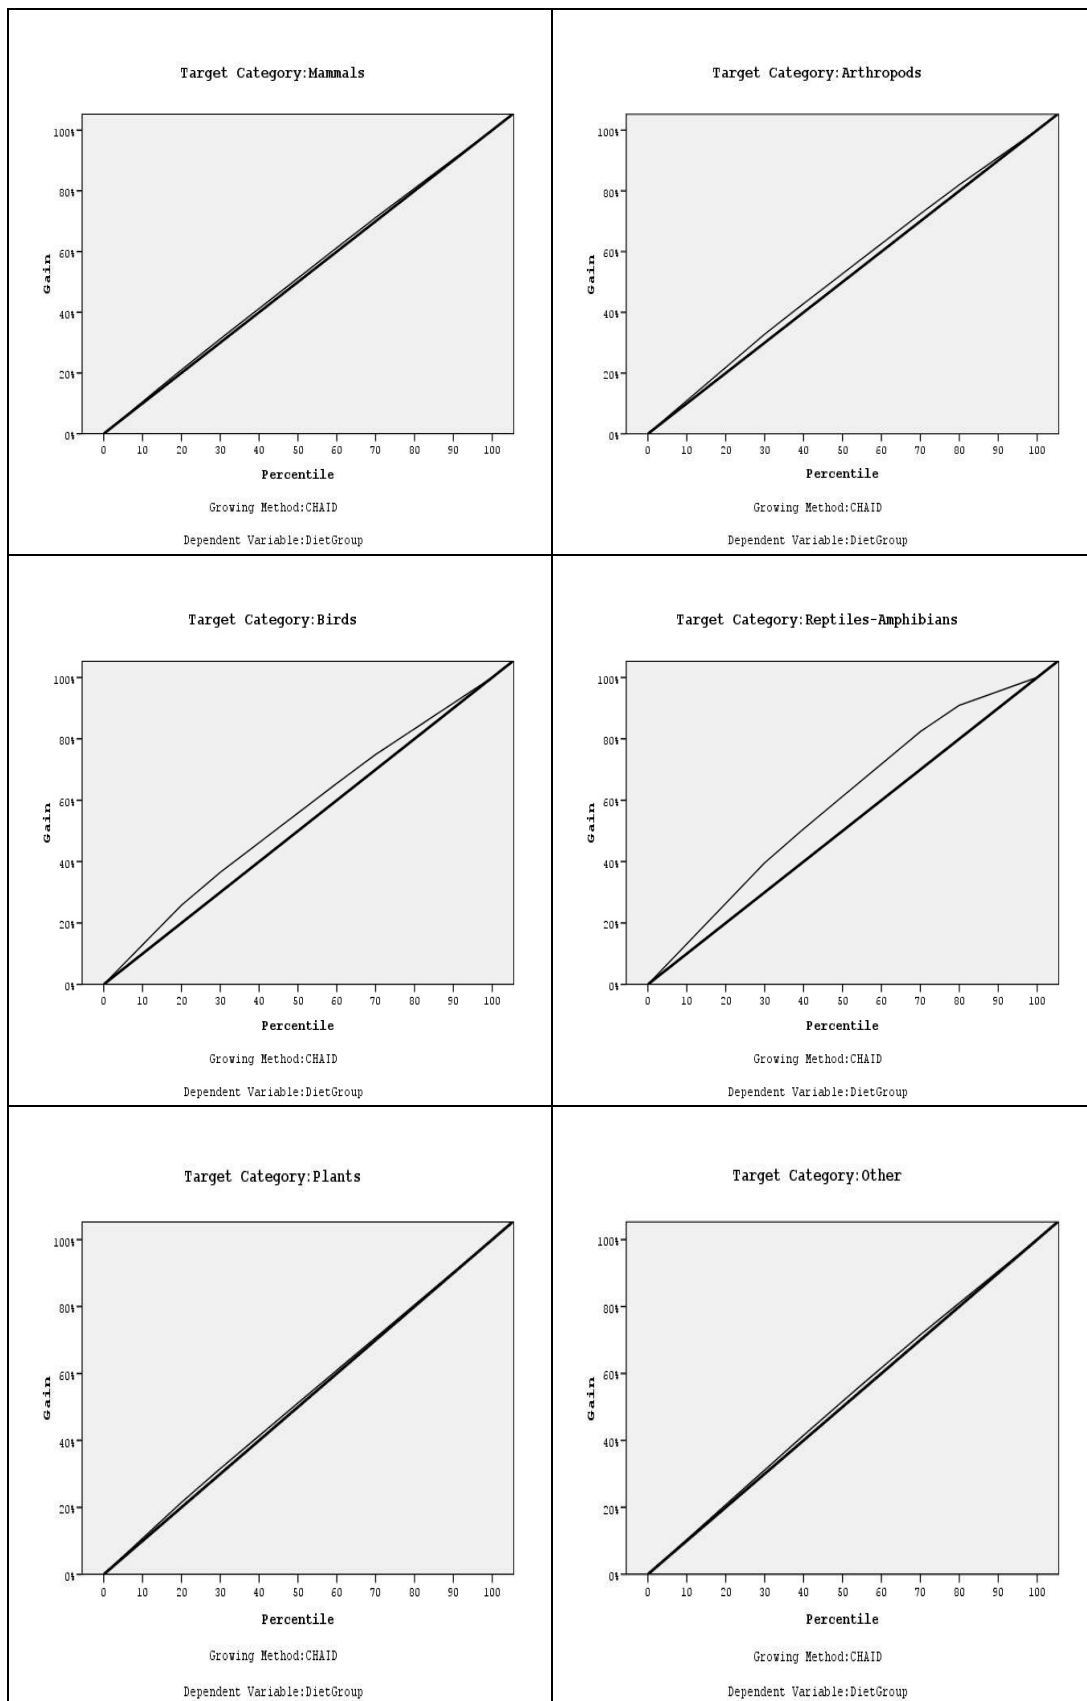 Target Category:Mammals
100%
80%
60%
40%
20%
0%
Gain
0 10 20 30 40 50 60 70 80 90 100
Percentile
Growing Method:CHAID
Dependent Variable:DietGroup
Target Category:Arthropods
100%
80%
60%
40%
20%
0%
Gain
0 10 20 30 40 50 60 70 80 90 100
Percentile
Growing Method:CHAID
Dependent Variable:DietGroup
Target Category:Birds
100%
80%
60%
40%
20%
0%
Gain
0 10 20 30 40 50 60 70 80 90 100
Percentile
Growing Method:CHAID
Dependent Variable:DietGroup
Target Category:Reptiles-Amphibians
100%
80%
60%
40%
20%
0%
Gain
0 10 20 30 40 50 60 70 80 90 100
Percentile
Growing Method:CHAID
Dependent Variable:DietGroup
Target Category:Plants
100%
80%
60%
40%
20%
0%
Gain
0 10 20 30 40 50 60 70 80 90 100
Percentile
Growing Method:CHAID
Dependent Variable:DietGroup
Target Category:Other
100%
80%
60%
40%
20%
0%
Gain
0 10 20 30 40 50 60 70 80 90 100
Percentile
Growing Method:CHAID
Dependent Variable:DietGroup